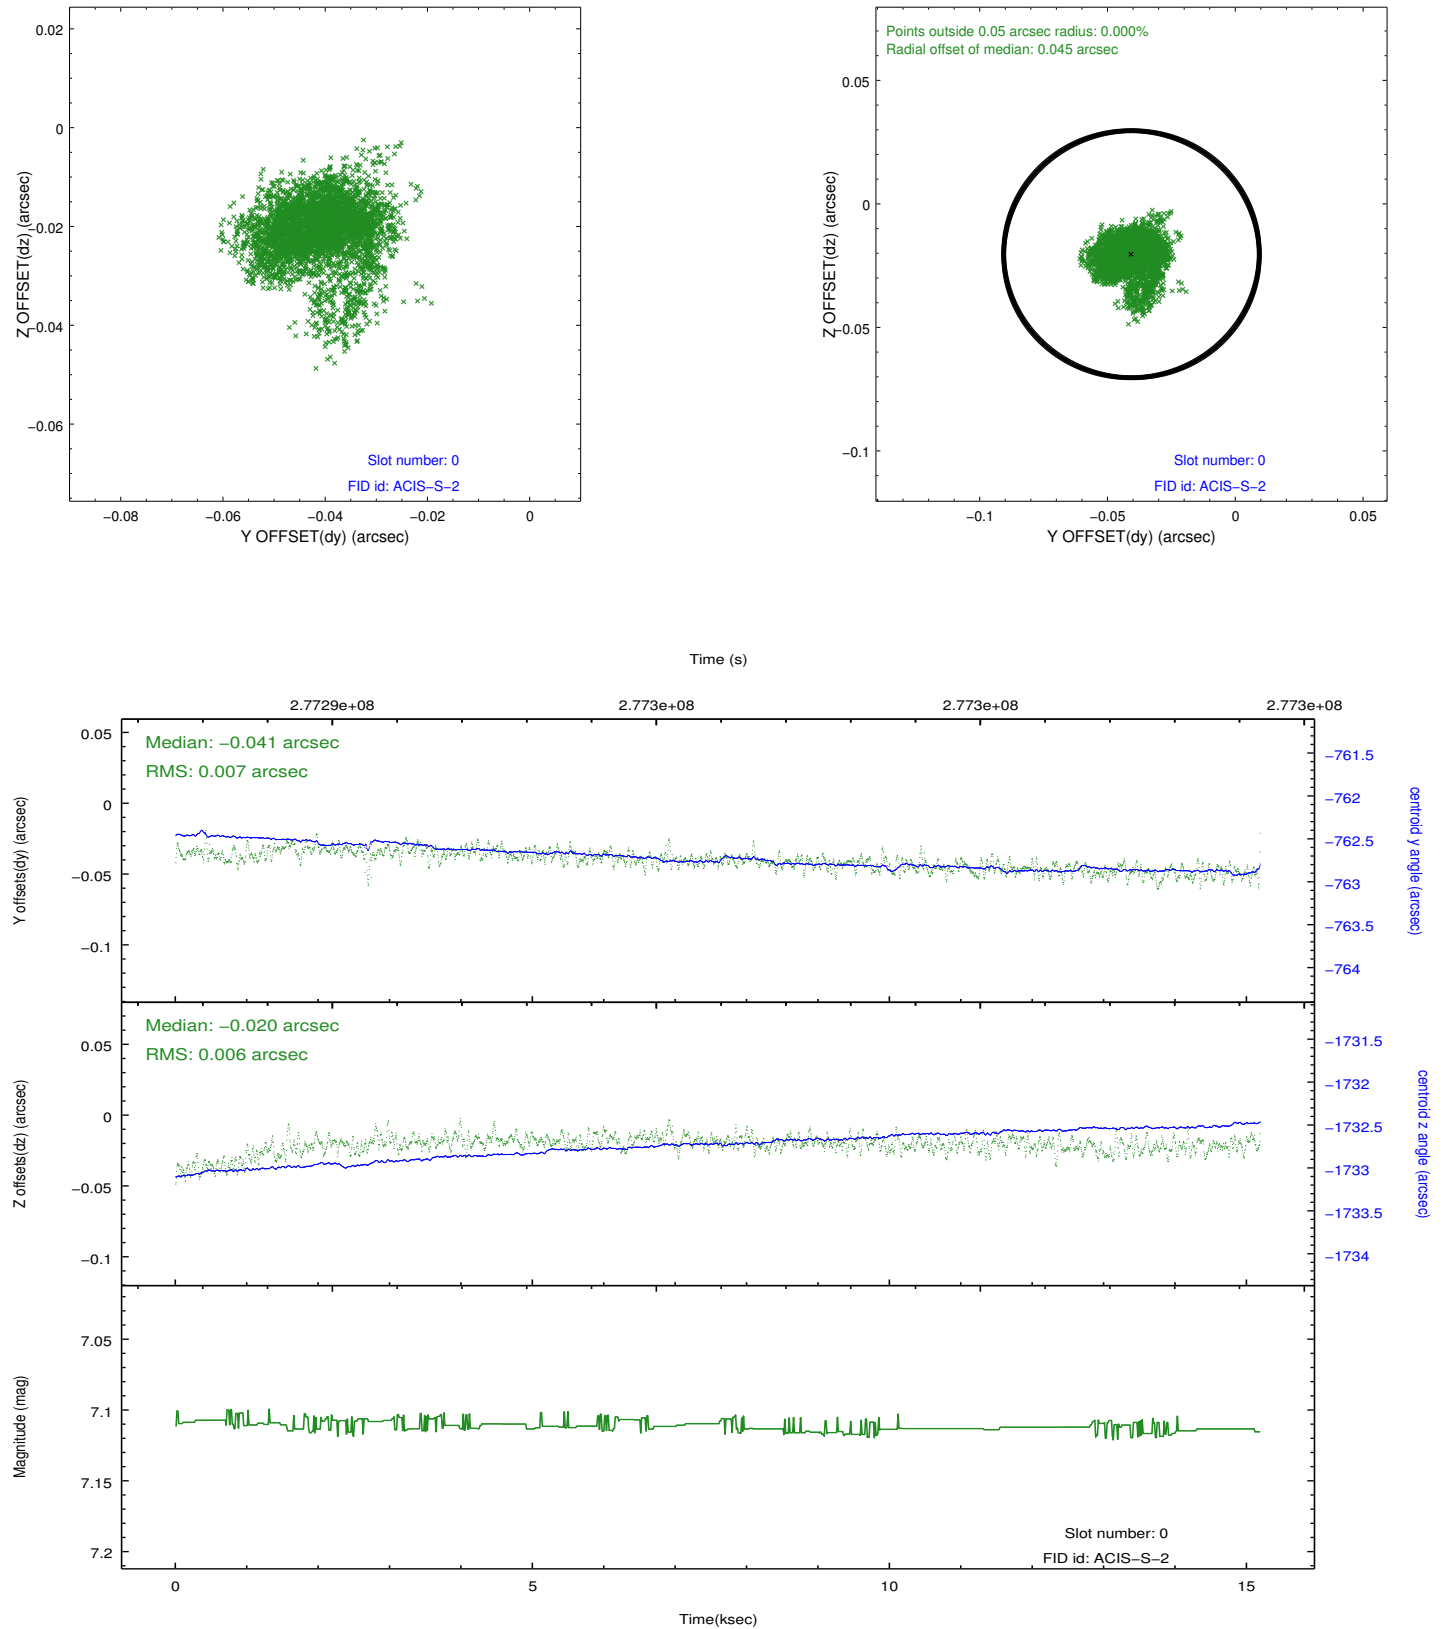 0.02
0
−0.02
−0.04
−0.06
Z OFFSET(dz) (arcsec)
Slot number: 0
FID id: ACIS−S−2
−0.08
−0.06
−0.04
−0.02
0
Y OFFSET(dy) (arcsec)
Points outside 0.05 arcsec radius: 0.000%
Radial offset of median: 0.045 arcsec
0.05
0
−0.05
−0.1
Z OFFSET(dz) (arcsec)
Slot number: 0
FID id: ACIS−S−2
−0.1
−0.05
0
0.05
Y OFFSET(dy) (arcsec)
Time (s)
2.7729e+08
2.773e+08
2.773e+08
2.773e+08
Median: −0.041 arcsec
RMS: 0.007 arcsec
0.05
0
−0.05
−0.1
Y offsets(dy) (arcsec)
−761.5
−762
−762.5
−763
−763.5
−764
centroid y angle (arcsec)
Median: −0.020 arcsec
RMS: 0.006 arcsec
0.05
0
−0.05
−0.1
Z offsets(dz) (arcsec)
−1731.5
−1732
−1732.5
−1733
−1733.5
−1734
centroid z angle (arcsec)
7.05
7.1
7.15
7.2
Magnitude (mag)
Slot number: 0
FID id: ACIS−S−2
0
5
10
15
Time(ksec)